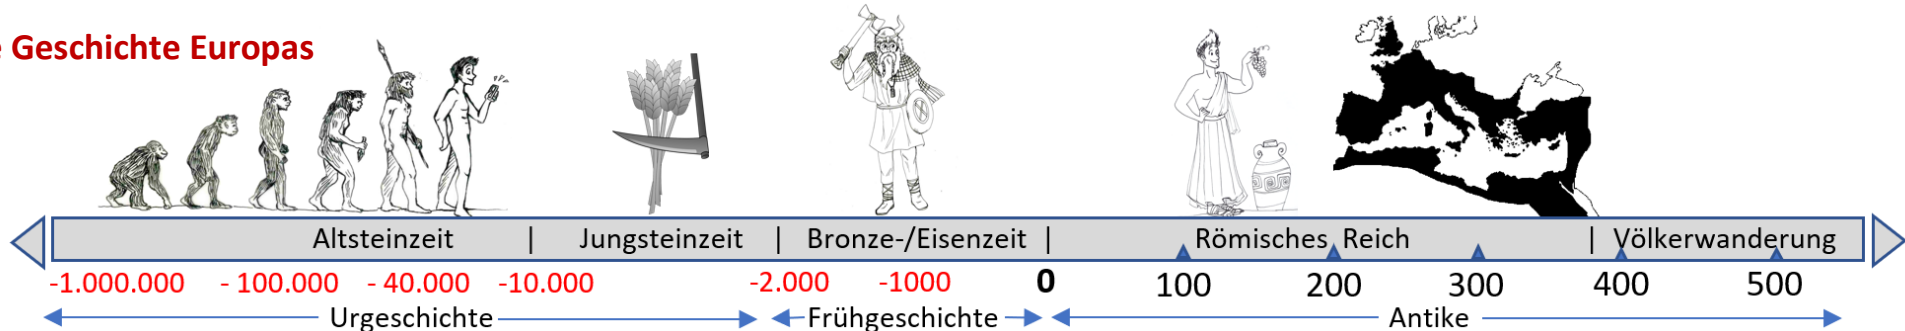 e Geschichte Europas
Altsteinzeit | Jungsteinzeit | Bronze-/Eisenzeit | Römisches Reich | Völkerwanderung
-1.000.000 - 100.000 - 40.000 -10.000 -2.000 -1000 0 100 200 300 400 500
Urgeschichte Frühgeschichte Antike